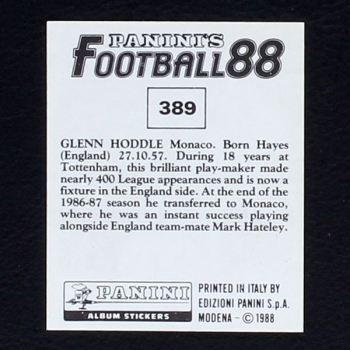 PANINI'S
FOOTBALL 88
389
GLENN HODDLE Monaco. Born Hayes
(England) 27.10.57. During 18 years at
Tottenham, this brilliant play-maker made
nearly 400 League appearances and is now a
fixture in the England side. At the end of the
1986-87 season he transferred to Monaco,
where he was an instant success playing
alongside England team-mate Mark Hateley.
PANINI
ALBUM STICKERS
PRINTED IN ITALY BY
EDIZIONI PANINI S.p.A.
MODENA - © 1988